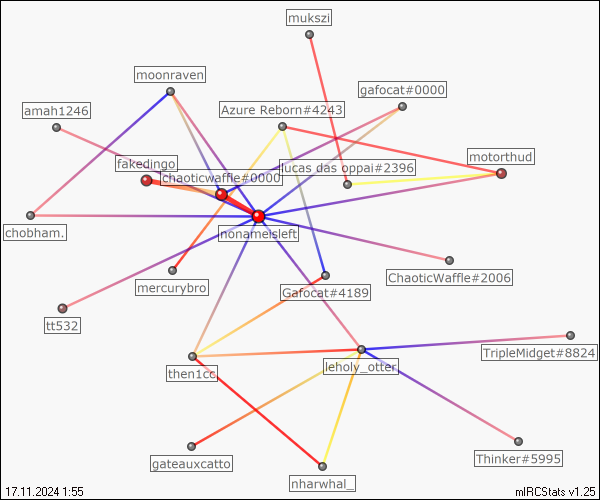 mukszi
moonraven
gafocat#0000
amah1246
Azure Reborn#4243
fakedingo
motorthud
lucas das oppai#2396
chaoticwaffle#0000
chobham.
nonameisleft
ChaoticWaffle#2006
mercurybro
Gafocat#4189
tt532
TripleMidget#8824
then1cc
leholy_otter
gateauxcatto
Thinker#5995
nharwhal_
17.11.2024 1:55
mIRCStats v1.25